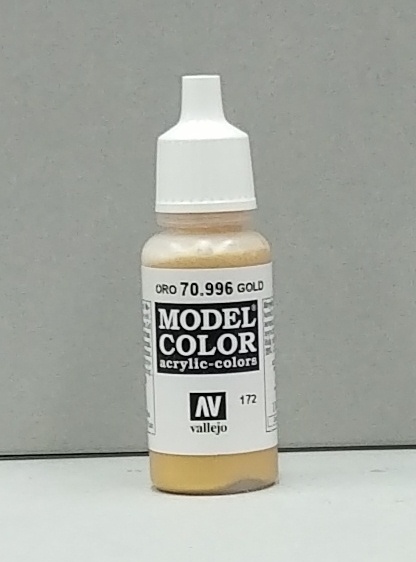 ORO 70.996 GOLD
MODEL
COLOR
acrylic-colors
172
AV
vallejo